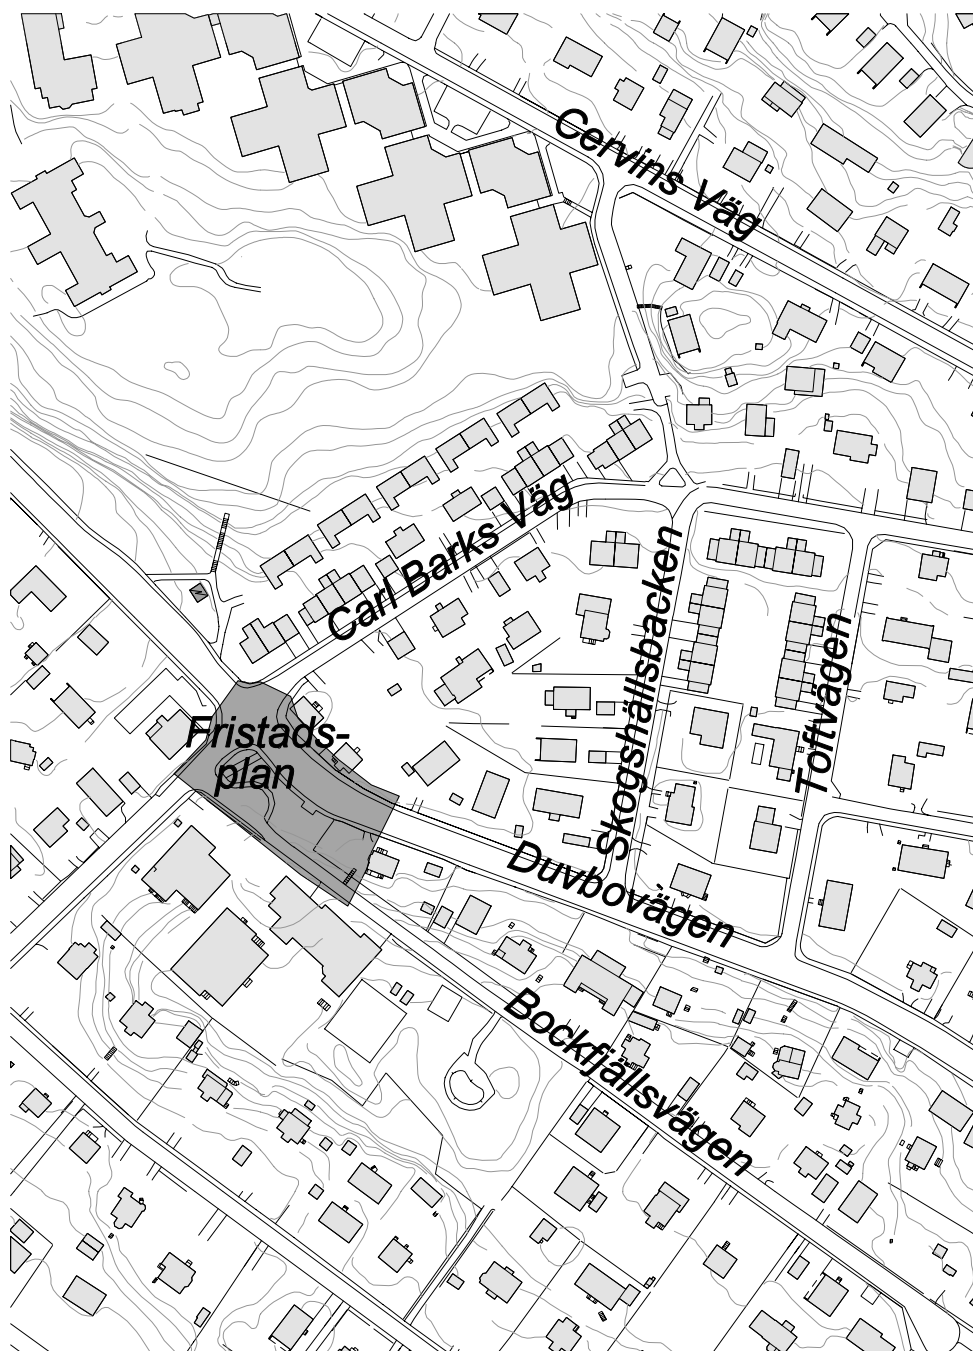 Cervins Väg
Carl Barks Väg
Skogshällsbacken
Toftvägen
Fristads-
plan
Duvbovägen
Bockfjällsvägen